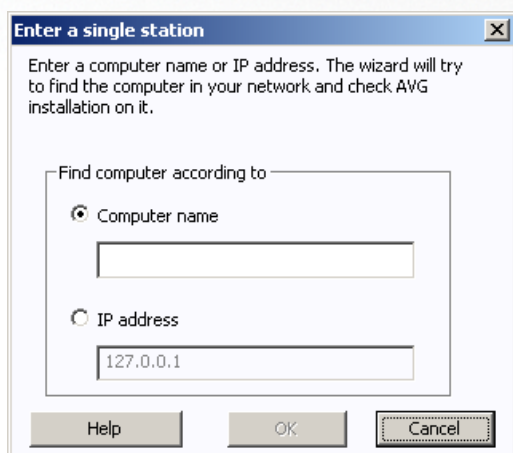 Enter a single station
Enter a computer name or IP address. The wizard will try
to find the computer in your network and check AVG
installation on it.
Find computer according to
Computer name
IP address
127.0.0.1
Help OK Cancel